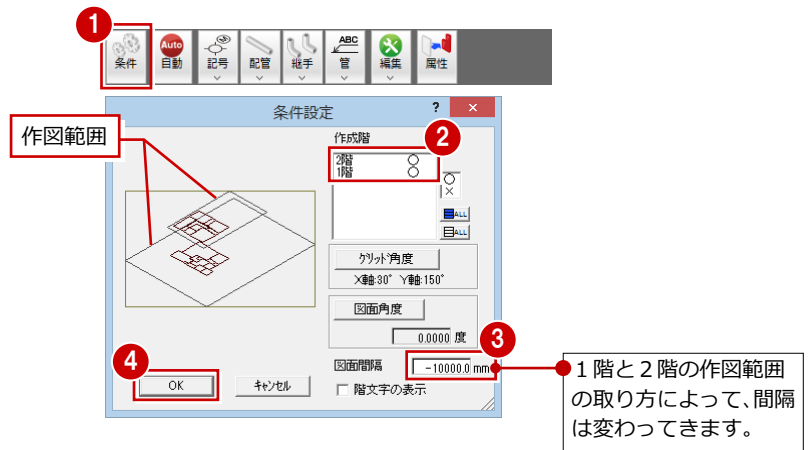 1
条件
Auto
自動
記号
配管
継手
ABC
管
編集
属性
条件設定
?
×
作図範囲
作成階
2
2階 ○
1階 ○
○
×
ALL
ALL
グリッド角度
X軸:30° Y軸:150°
図面角度
0.0000 度
3
図面間隔 -10000.0 mm
4
OK
キャンセル
階文字の表示
1階と2階の作図範囲
の取り方によって、間隔
は変わってきます。